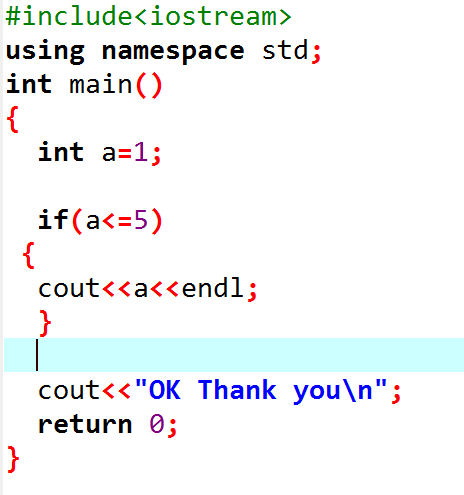 #include<iostream>
using namespace std;
int main()
{
  int a=1;
  if(a<=5)
 {
  cout<<a<<endl;
  }
  cout<<"OK Thank you\n";
  return 0;
}